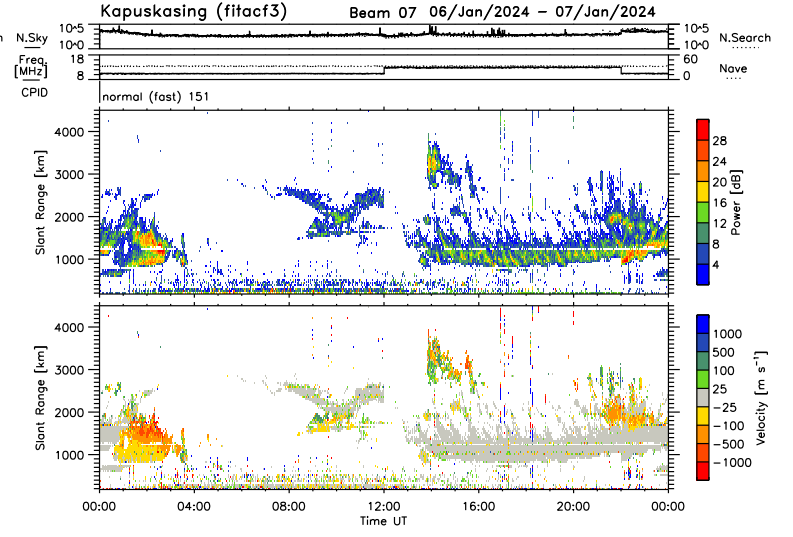 Kapuskasing (fitacf3) Beam 07 06/Jan/2024 – 07/Jan/2024
n N.Sky 10^5 10^5 N.Search
10^0 10^0
Freq. 18 60 Nave
[MHz] 8 0
CPID normal (fast) 151
Slant Range [km]
4000
3000
2000
1000
28
24
20
16
12
8
4
Power [dB]
Slant Range [km]
4000
3000
2000
1000
1000
500
100
25
−25
−100
−500
−1000
Velocity [m s⁻¹]
00:00 04:00 08:00 12:00 16:00 20:00 00:00
Time UT